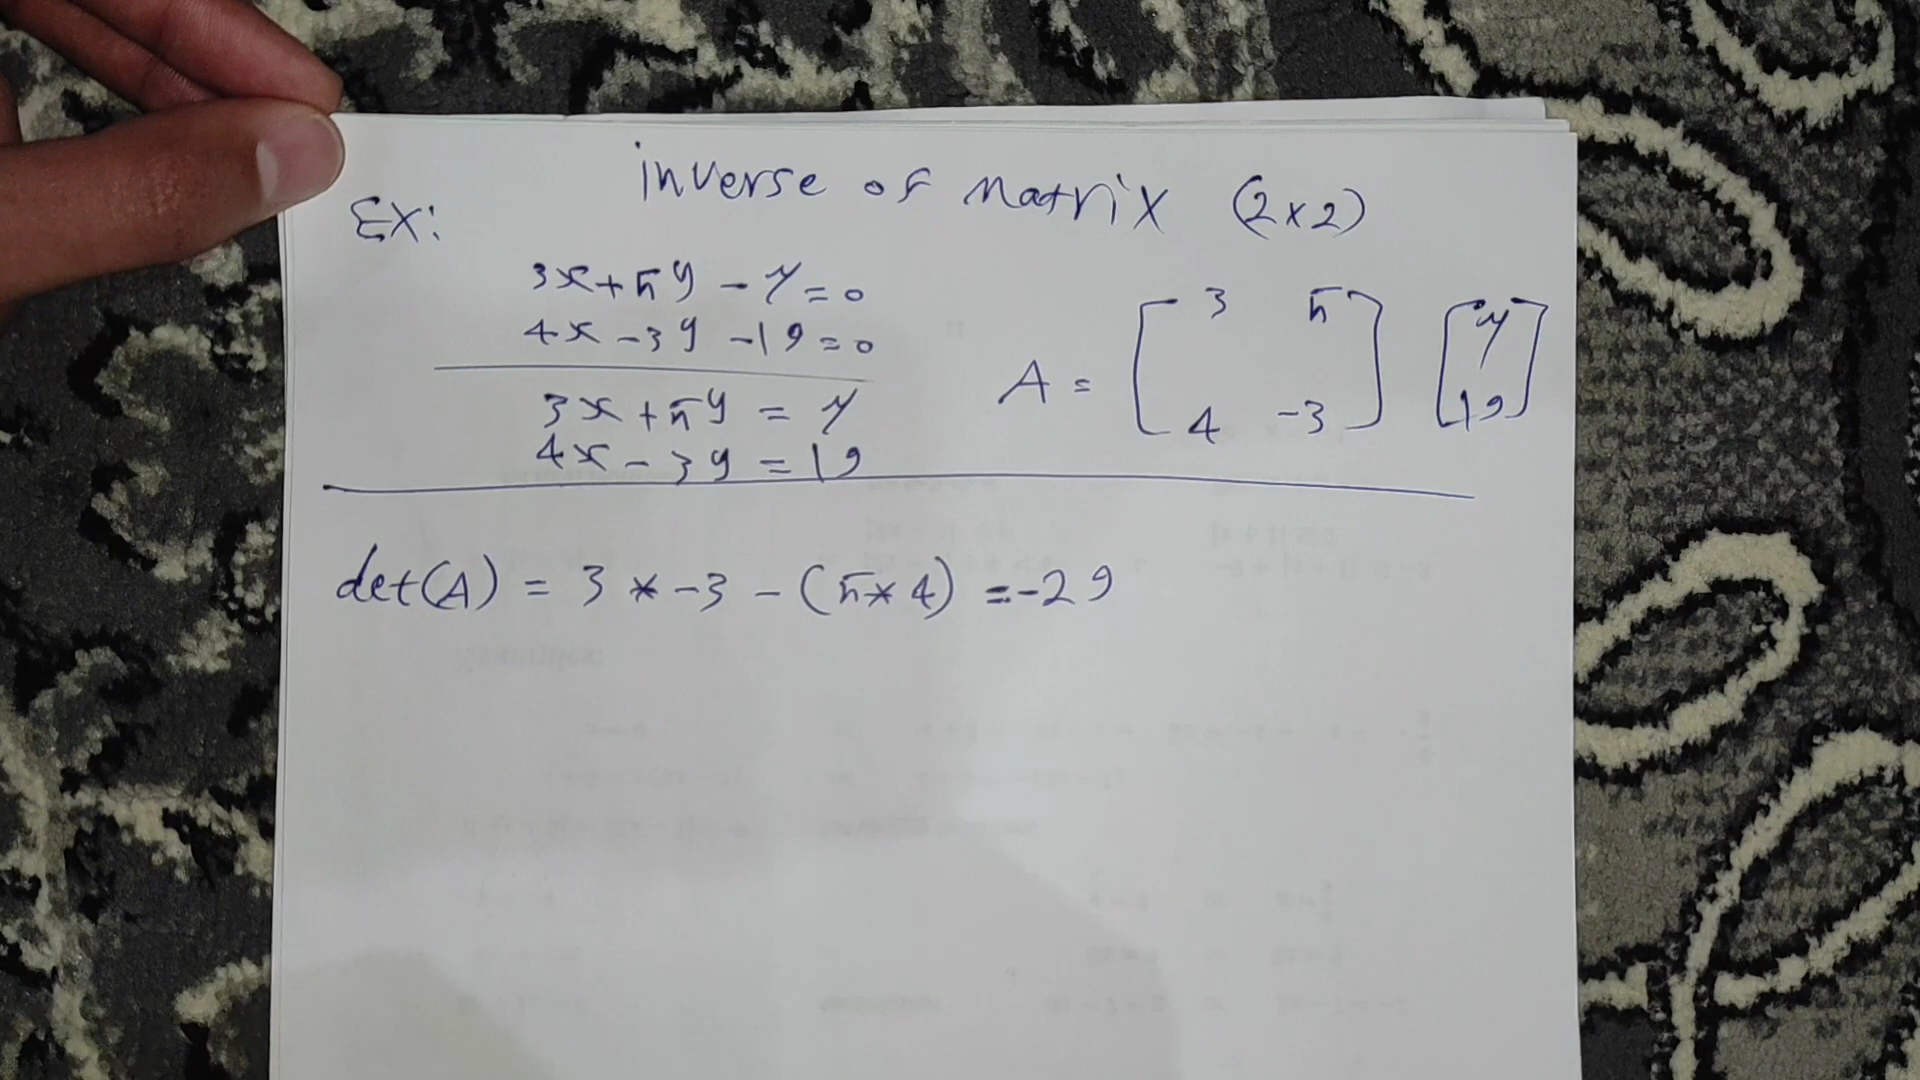 inverse of matrix (2x2)
EX:
3x+5y-7=0
4x-3y-19=0
3x+5y=7
4x-3y=19
A = [3 5
4 -3] [7
19]
det(A) = 3 * -3 - (5*4) = -29